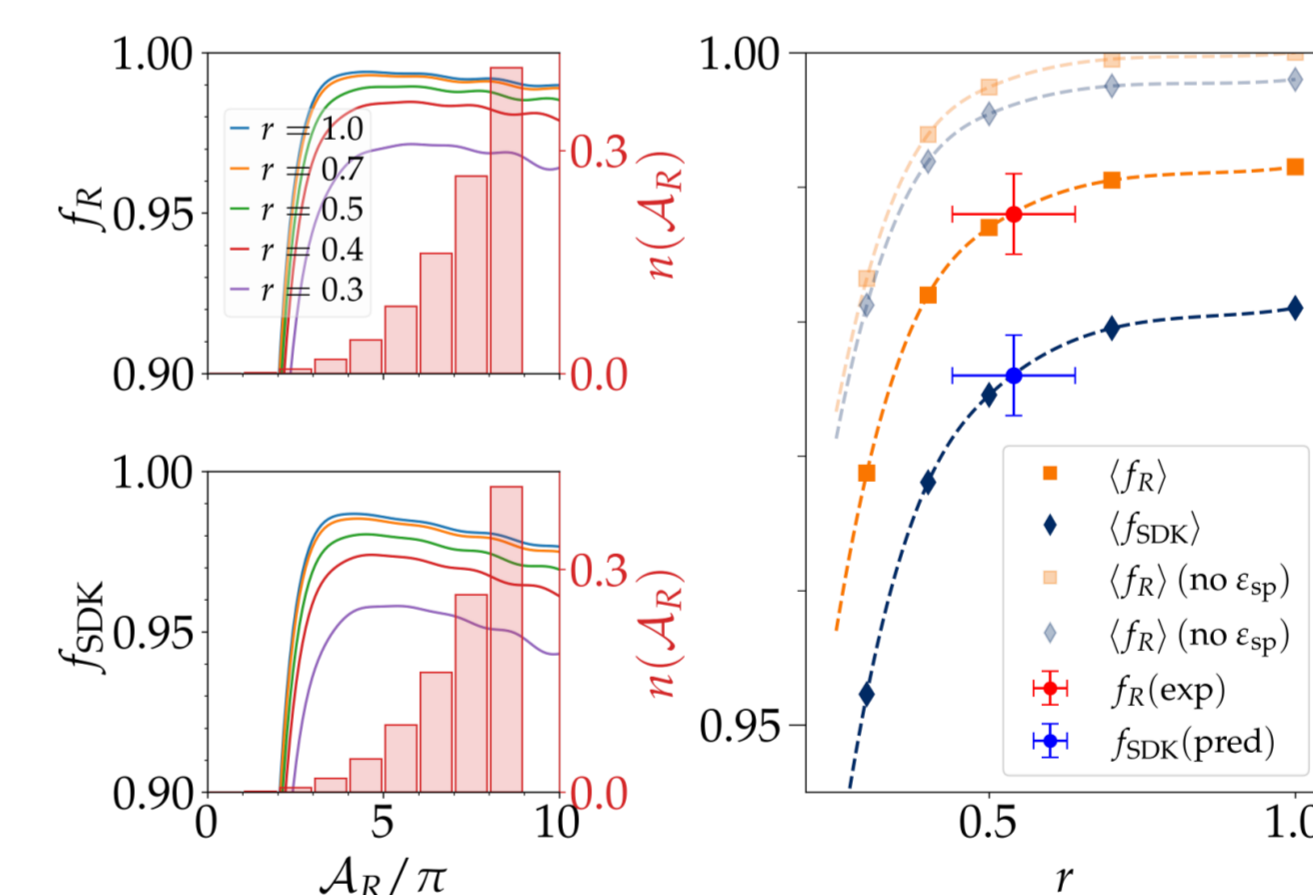 1.00
0.95
0.90
f_R
r = 1.0
r = 0.7
r = 0.5
r = 0.4
r = 0.3
0.3
0.0
n(𝒜_R)
1.00
0.95
0.90
f_SDK
0.3
0.0
n(𝒜_R)
0
5
10
𝒜_R/π
1.00
0.95
⟨f_R⟩
⟨f_SDK⟩
⟨f_R⟩ (no ε_sp)
⟨f_R⟩ (no ε_sp)
f_R(exp)
f_SDK(pred)
0.5
1.0
r